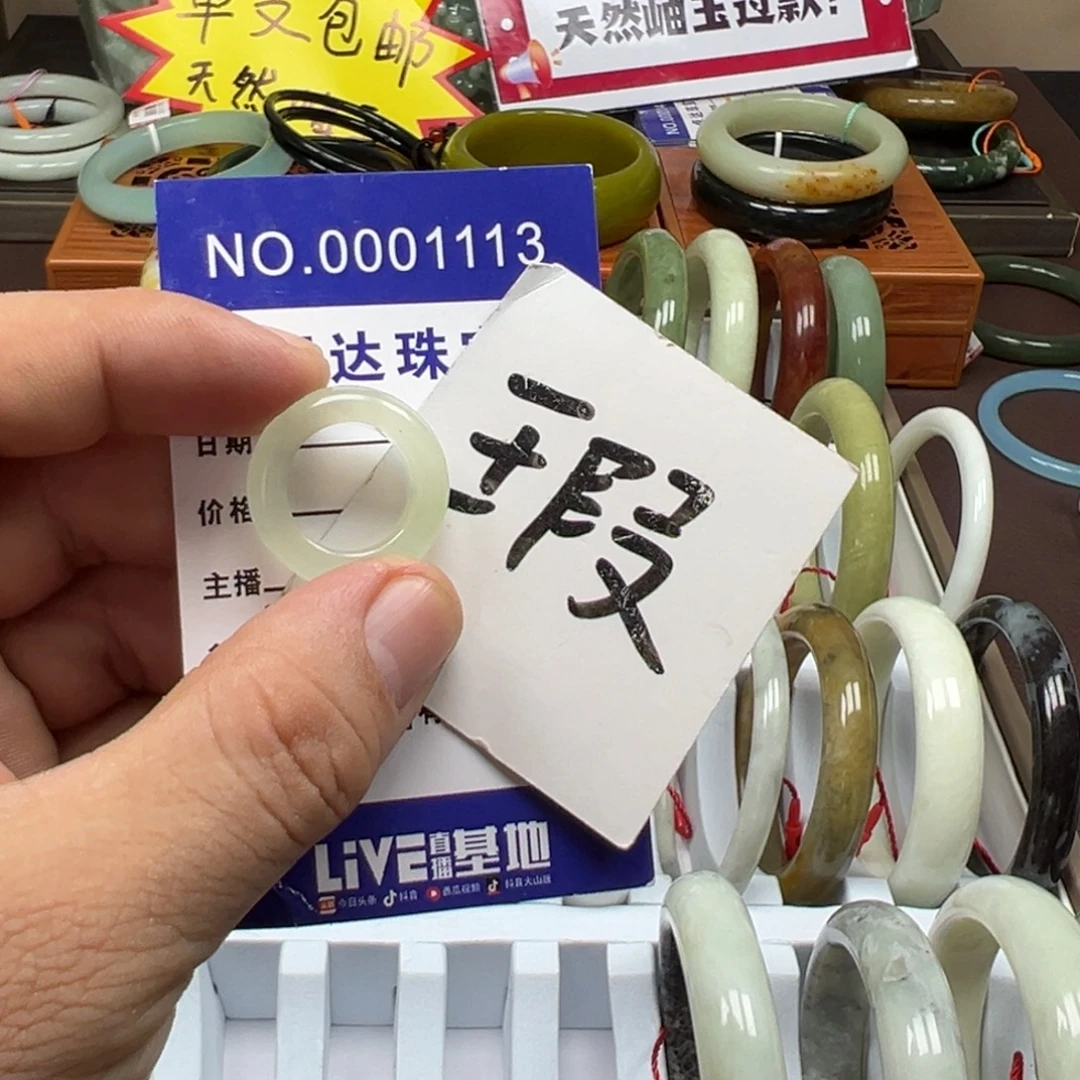 单支包邮
天然
天然岫玉过款!
NO.0001113
达珠
瑕
日期
价格
主播
LiVE直播基地
今日头条 抖音 西瓜视频 抖音火山版